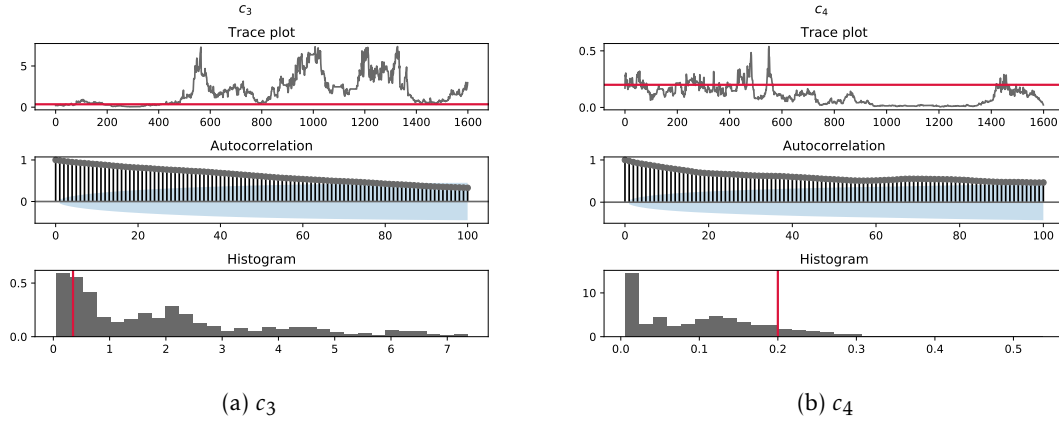 c3
Trace plot
5
0
0 200 400 600 800 1000 1200 1400 1600
Autocorrelation
1
0
0 20 40 60 80 100
Histogram
0.5
0.0
0 1 2 3 4 5 6 7
(a) c3
c4
Trace plot
0.5
0.0
0 200 400 600 800 1000 1200 1400 1600
Autocorrelation
1
0
0 20 40 60 80 100
Histogram
10
0
0.0 0.1 0.2 0.3 0.4 0.5
(b) c4